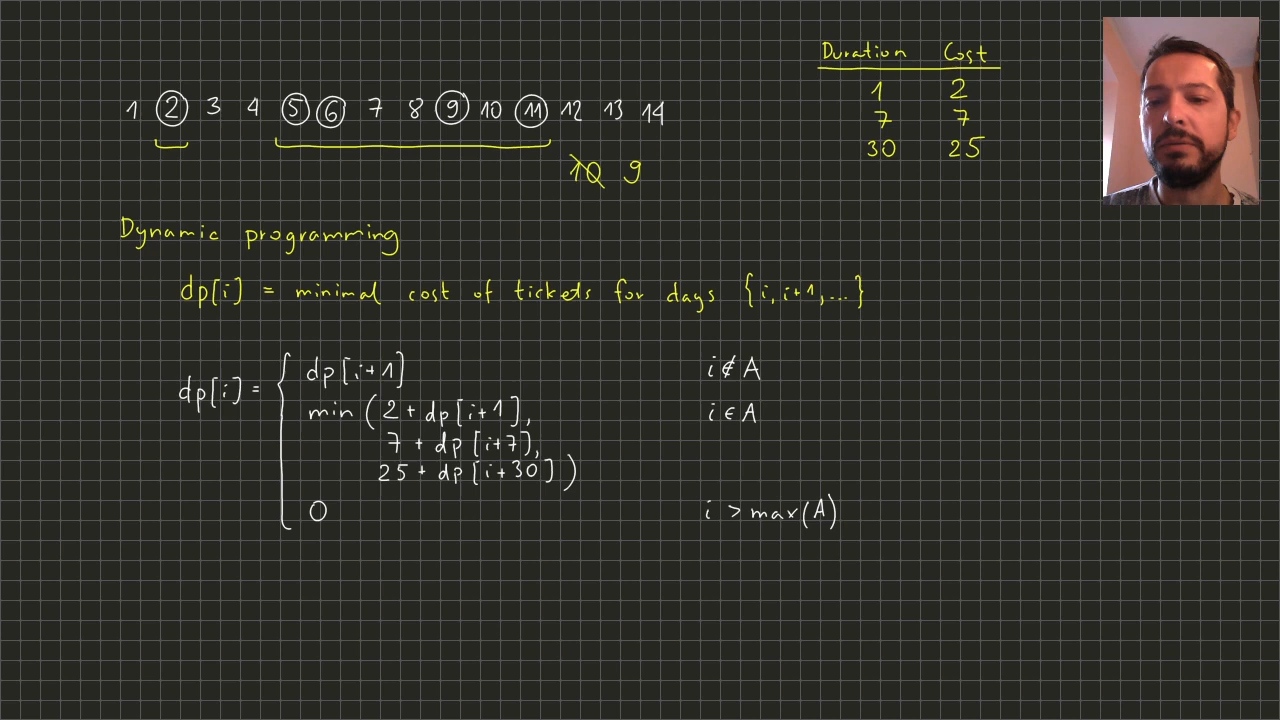 Duration Cost
1 2 3 4 5 6 7 8 9 10 11 12 13 14
1 2
7 7
30 25
10 9
Dynamic programming
dp[i] = minimal cost of tickets for days {i, i+1, ...}
dp[i] = { dp[i+1] i ∉ A
min ( 2 + dp[i+1], i ∈ A
7 + dp[i+7],
25 + dp[i+30] )
0 i > max(A)